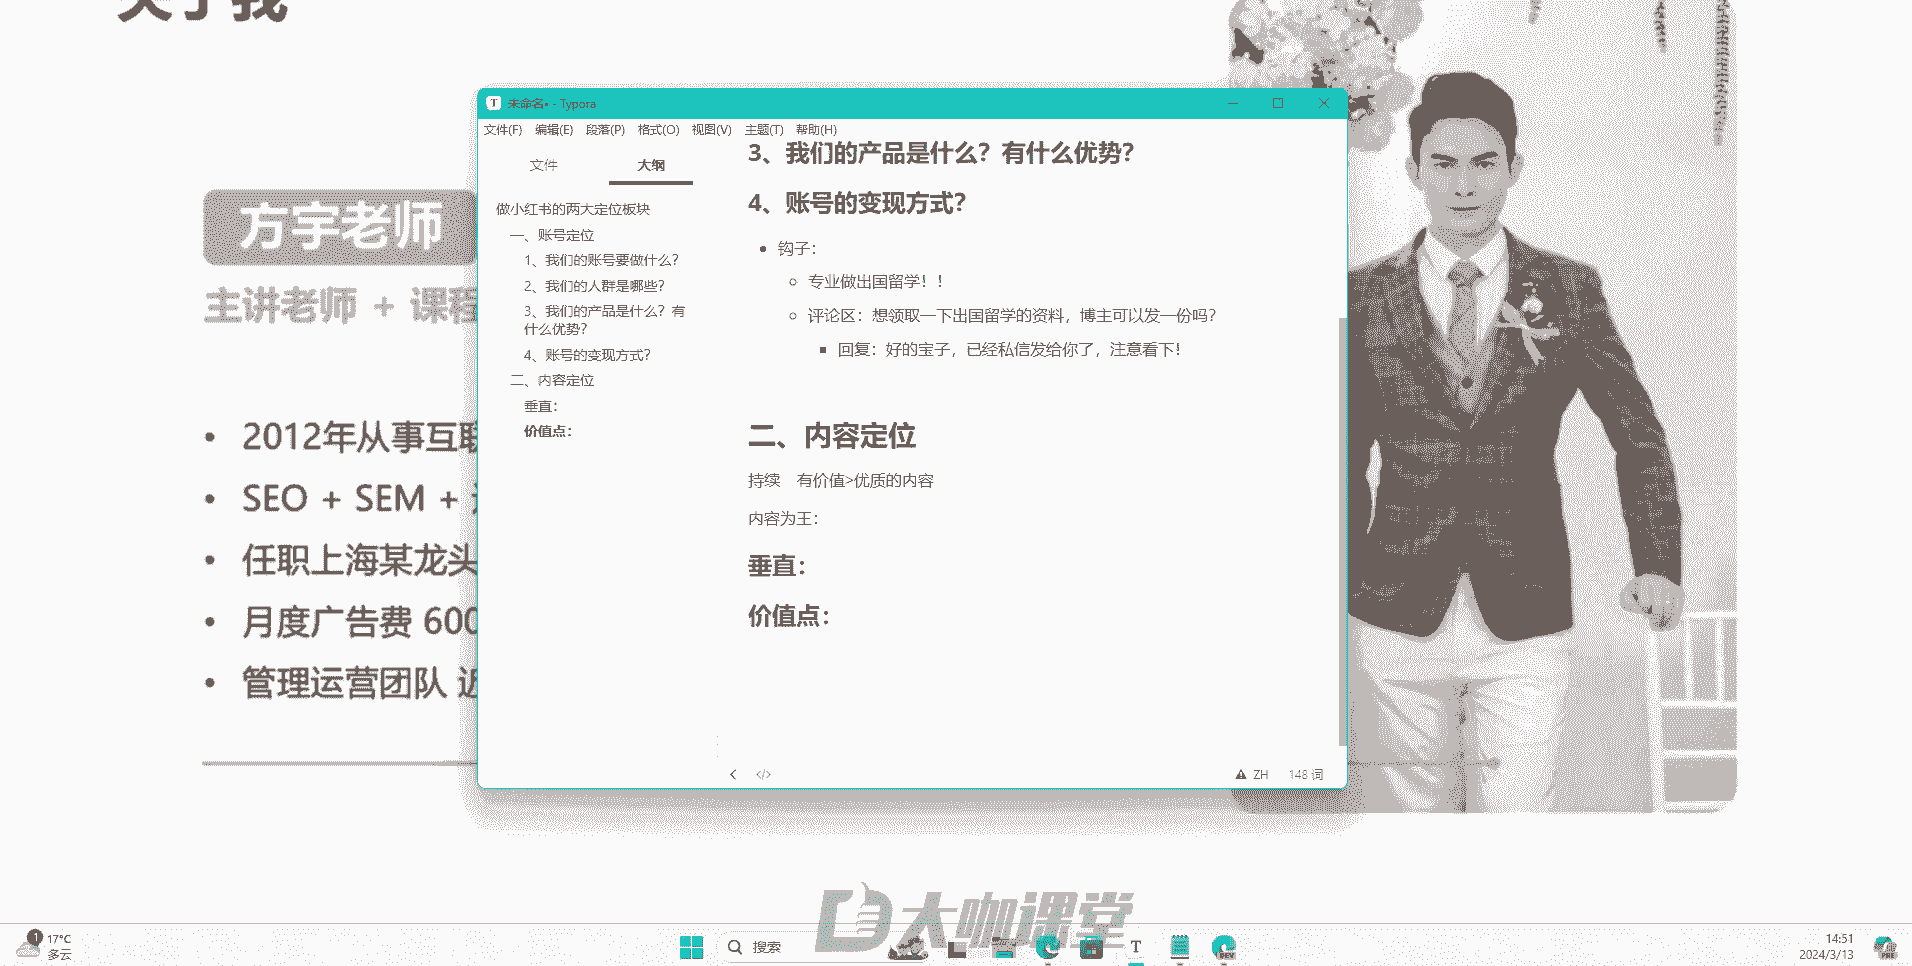 关于我
方宇老师
主讲老师 + 课程
2012年从事互联
SEO + SEM +
任职上海某龙头
月度广告费 600
管理运营团队 近
未命名• - Typora
文件(F) 编辑(E) 段落(P) 格式(O) 视图(V) 主题(T) 帮助(H)
文件 大纲
做小红书的两大定位板块
一、账号定位
1、我们的账号要做什么?
2、我们的人群是哪些?
3、我们的产品是什么?有
什么优势?
4、账号的变现方式?
二、内容定位
垂直:
价值点:
3、我们的产品是什么?有什么优势?
4、账号的变现方式?
钩子:
专业做出国留学!!
评论区:想领取一下出国留学的资料,博主可以发一份吗?
回复:好的宝子,已经私信发给你了,注意看下!
二、内容定位
持续 有价值>优质的内容
内容为王:
垂直:
价值点:
</> ZH 148 词
大咖课堂
1
17°C
多云
搜索
T
DEV
14:51
2024/3/13
PRE